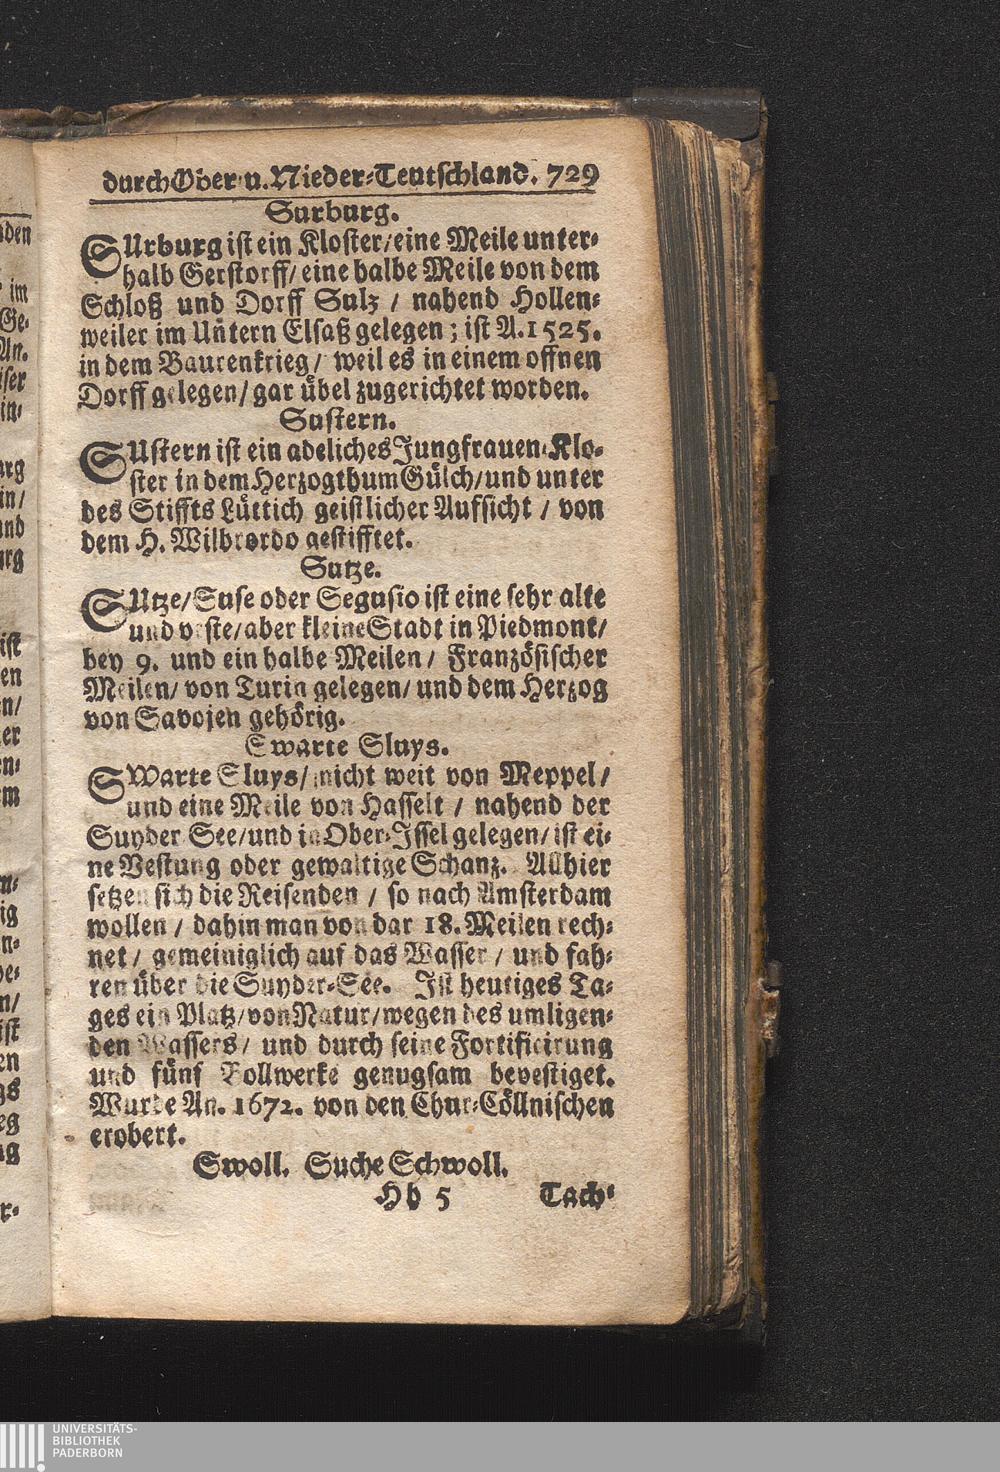 durch Ober u. Nieder-Teutschland. 729
Surburg.
SUrburg ist ein Kloster/ eine Meile unter-
halb Gerstorff/ eine halbe Meile von dem
Schloß und Dorff Sulz / nahend Hollen-
weiler im Untern Elsaß gelegen; ist A. 1525.
in dem Baurenkrieg/ weil es in einem offnen
Dorff gelegen/ gar übel zugerichtet worden.
Sustern.
SUstern ist ein adeliches Jungfrauen-Klo-
ster in dem Herzogthum Gülch/ und unter
des Stiffts Lüttich geistlicher Aufsicht / von
dem H. Wilbrordo gestifftet.
Sutze.
SUtze/ Suse oder Segusio ist eine sehr alte
und veste/ aber kleine Stadt in Piedmont/
bey 9. und ein halbe Meilen/ Französischer
Meilen/ von Turin gelegen/ und dem Herzog
von Savojen gehörig.
Swarte Sluys.
SWarte Sluys/ nicht weit von Meppel/
und eine Meile von Hasselt / nahend der
Suyder See/ und in Ober-Issel gelegen/ ist ei-
ne Vestung oder gewaltige Schanz. Allhier
setzen sich die Reisenden / so nach Amsterdam
wollen / dahin man von dar 18. Meilen rech-
net / gemeiniglich auf das Wasser / und fah-
ren über die Suyder-See. Ist heutiges Ta-
ges ein Platz/ von Natur/ wegen des umligen-
den Wassers/ und durch seine Fortificirung
und fünf Bollwerke genugsam bevestiget.
Wurde An. 1672. von den Chur-Cöllnischen
erobert.
Swoll. Suche Schwoll.
Hh 5 Tach-
UNIVERSITÄTS-
BIBLIOTHEK
PADERBORN